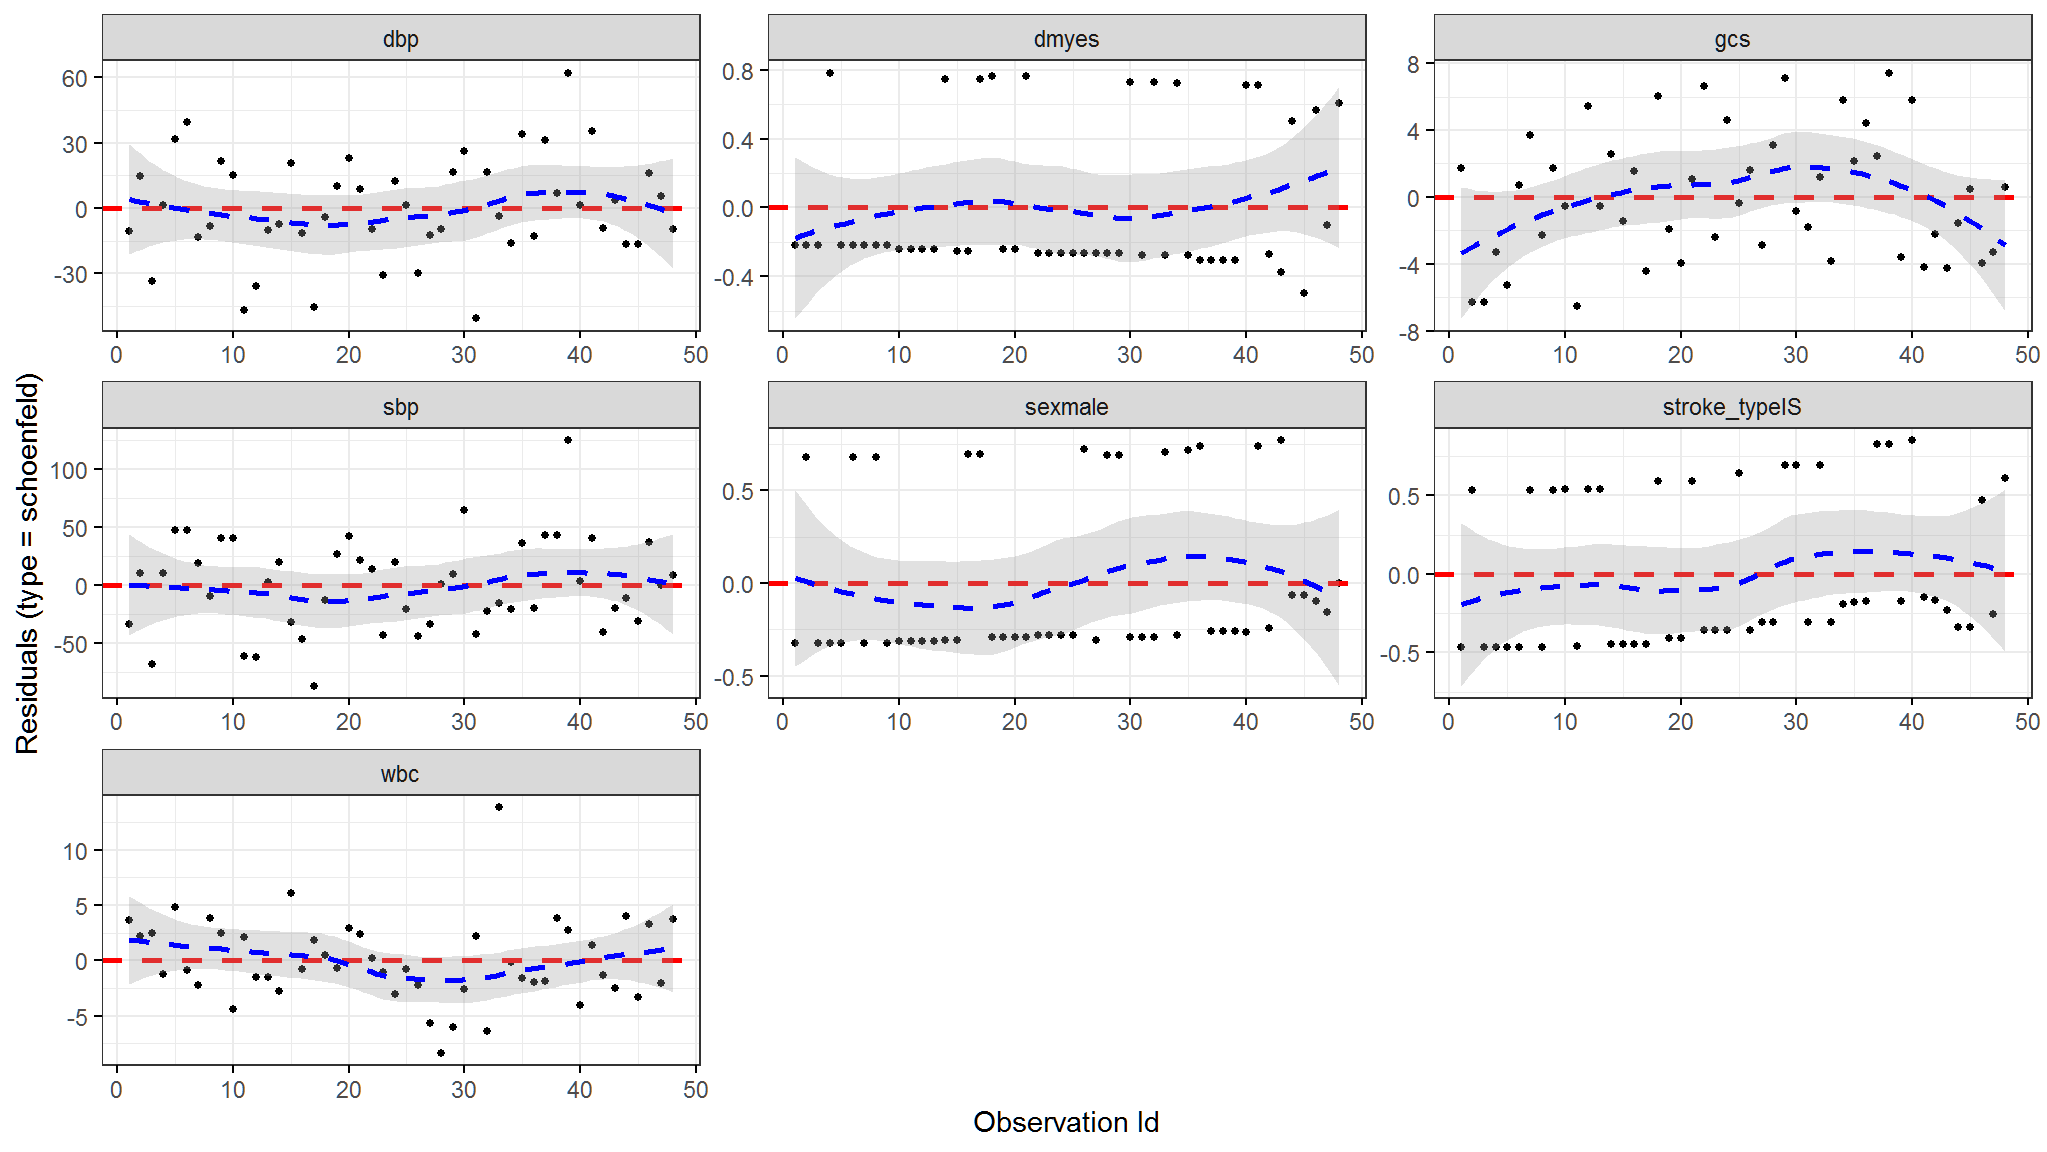 dbp
dmyes
gcs
60
30
0
-30
0 10 20 30 40 50
0.8
0.4
0.0
-0.4
0 10 20 30 40 50
8
4
0
-4
-8
0 10 20 30 40 50
Residuals (type = schoenfeld)
sbp
sexmale
stroke_typeIS
100
50
0
-50
0 10 20 30 40 50
0.5
0.0
-0.5
0 10 20 30 40 50
0.5
0.0
-0.5
0 10 20 30 40 50
wbc
10
5
0
-5
0 10 20 30 40 50
Observation Id